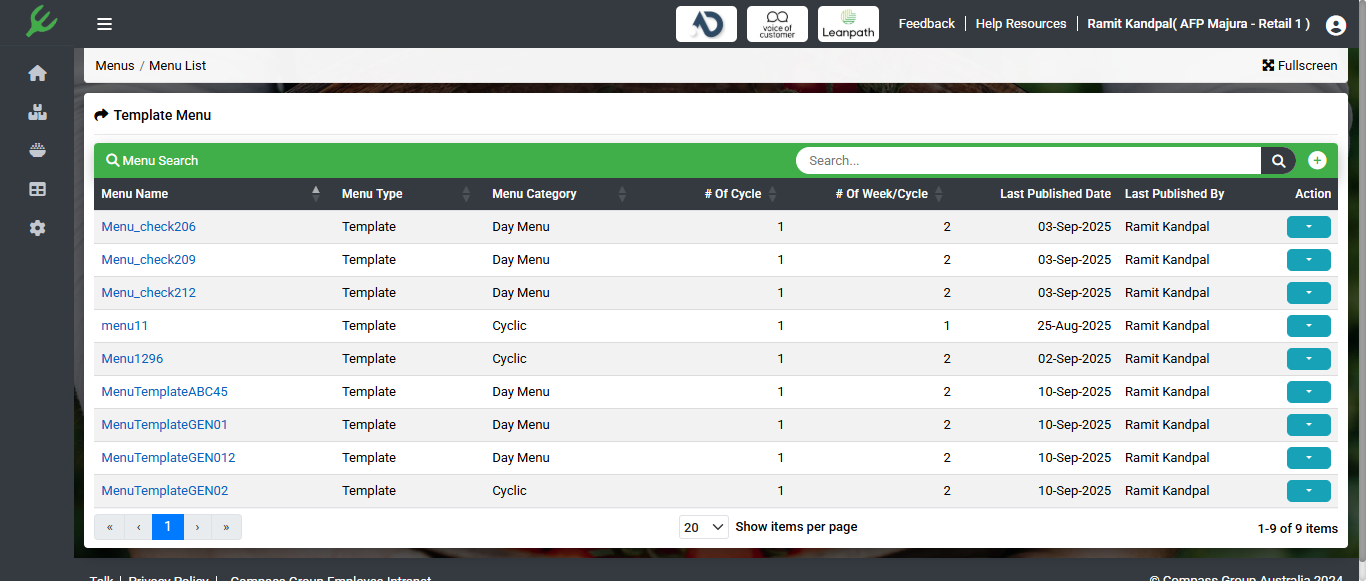 voice of customer
Leanpath
Feedback | Help Resources | Ramit Kandpal( AFP Majura - Retail 1 )
Menus / Menu List Fullscreen
Template Menu
Menu Search Search...
Menu Name Menu Type Menu Category # Of Cycle # Of Week/Cycle Last Published Date Last Published By Action
Menu_check206 Template Day Menu 1 2 03-Sep-2025 Ramit Kandpal
Menu_check209 Template Day Menu 1 2 03-Sep-2025 Ramit Kandpal
Menu_check212 Template Day Menu 1 2 03-Sep-2025 Ramit Kandpal
menu11 Template Cyclic 1 1 25-Aug-2025 Ramit Kandpal
Menu1296 Template Cyclic 1 2 02-Sep-2025 Ramit Kandpal
MenuTemplateABC45 Template Day Menu 1 2 10-Sep-2025 Ramit Kandpal
MenuTemplateGEN01 Template Day Menu 1 2 10-Sep-2025 Ramit Kandpal
MenuTemplateGEN012 Template Day Menu 1 2 10-Sep-2025 Ramit Kandpal
MenuTemplateGEN02 Template Cyclic 1 2 10-Sep-2025 Ramit Kandpal
« ‹ 1 › » 20 Show items per page 1-9 of 9 items
Talk | Privacy Policy | Compass Group Employee Intranet © Compass Group Australia 2024